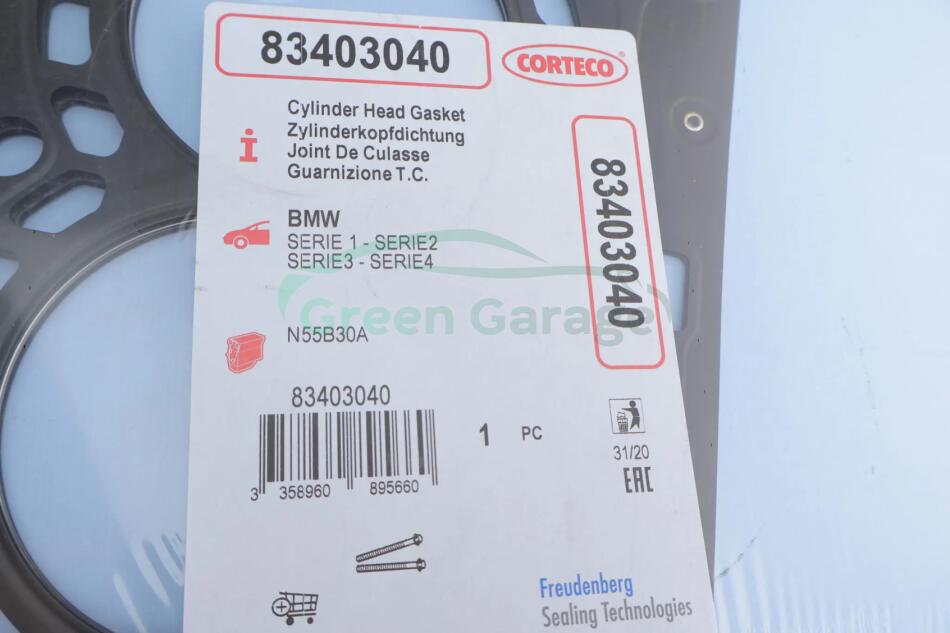 83403040
CORTECO®
Cylinder Head Gasket
Zylinderkopfdichtung
Joint De Culasse
Guarnizione T.C.
83403040
BMW
SERIE 1 - SERIE2
SERIE3 - SERIE4
Green Garage
N55B30A
83403040
3 358960 895660
1 PC
31/20
EAC
Freudenberg
Sealing Technologies